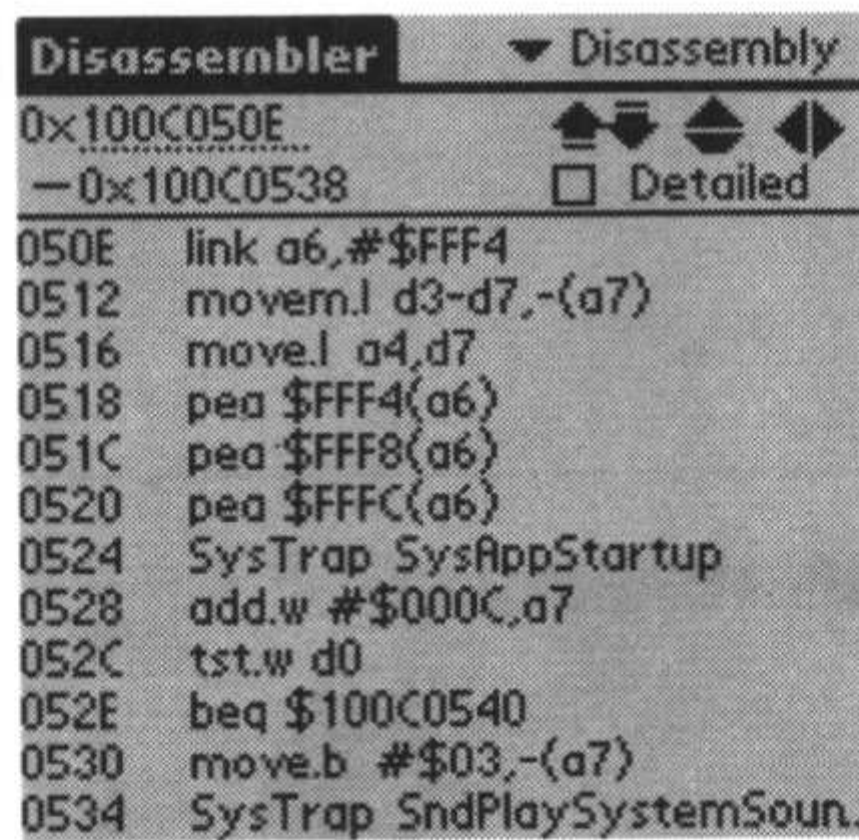 Disassembler ▼ Disassembly
0x100C050E
—0x100C0538 Detailed
050E link a6,#$FFF4
0512 movem.l d3-d7,-(a7)
0516 move.l a4,d7
0518 pea $FFF4(a6)
051C pea $FFF8(a6)
0520 pea $FFFC(a6)
0524 SysTrap SysAppStartup
0528 add.w #$000C,a7
052C tst.w d0
052E beq $100C0540
0530 move.b #$03,-(a7)
0534 SysTrap SndPlaySystemSoun..